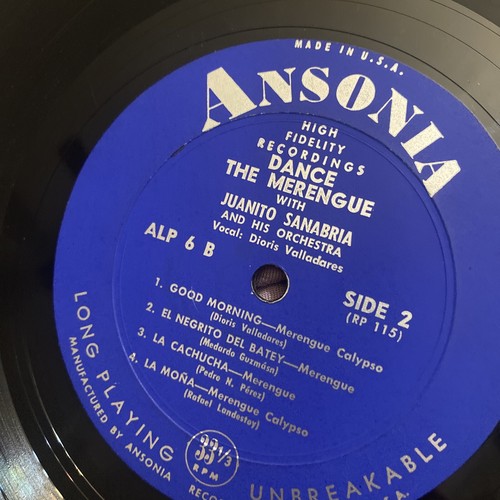 MADE IN U.S.A.
ANSONIA
HIGH
FIDELITY
RECORDINGS
DANCE
THE MERENGUE
WITH
JUANITO SANABRIA
AND HIS ORCHESTRA
Vocal: Dioris Valladares
ALP 6 B
SIDE 2
(RP 115)
1. GOOD MORNING—Merengue Calypso
(Dioris Valladares)
2. EL NEGRITO DEL BATEY—Merengue
(Medardo Guzmásn)
3. LA CACHUCHA—Merengue
(Pedro N. Pérez)
4. LA MOÑA—Merengue Calypso
(Rafael Landestoy)
33 1/3
RPM
LONG PLAYING
UNBREAKABLE
MANUFACTURED BY ANSONIA